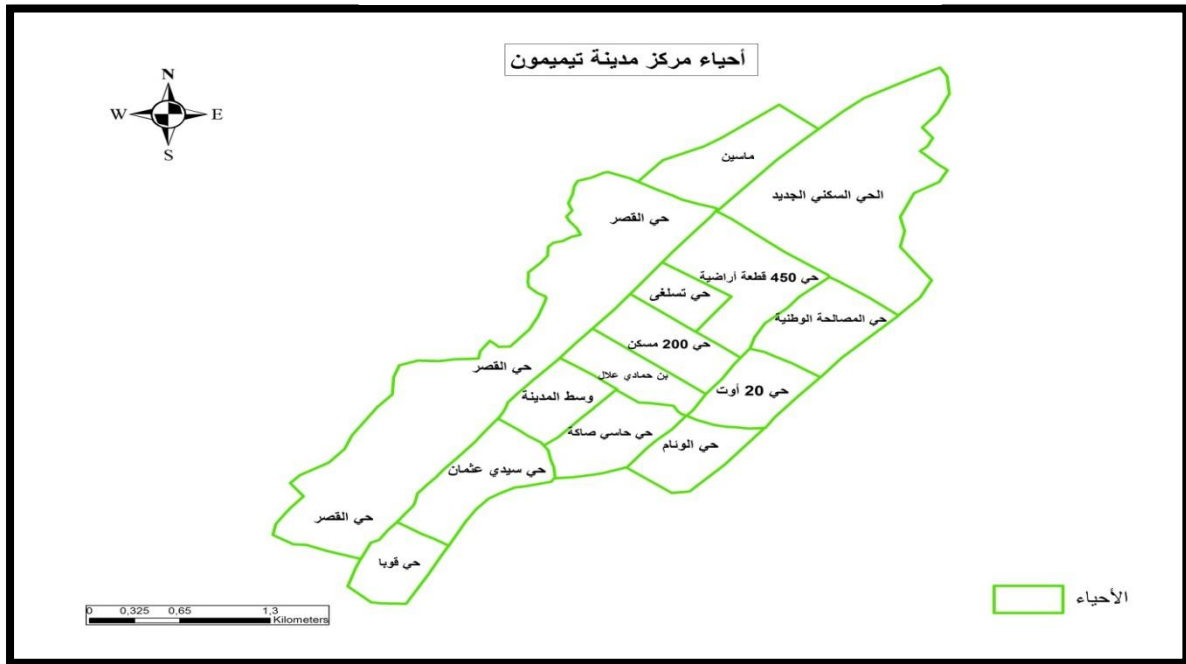 أحياء مركز مدينة تيميمون
N
W E
S
ماسين
الحي السكني الجديد
حي القصر
حي 450 قطعة أراضية
حي تسلغى
حي المصالحة الوطنية
حي 200 مسكن
حي القصر
بن حمادي علال
حي 20 أوت
وسط المدينة
حي حاسي صاكة
حي الوئام
حي سيدي عثمان
حي القصر
حي قوبا
الأحياء
0 0,325 0,65 1,3
Kilometers